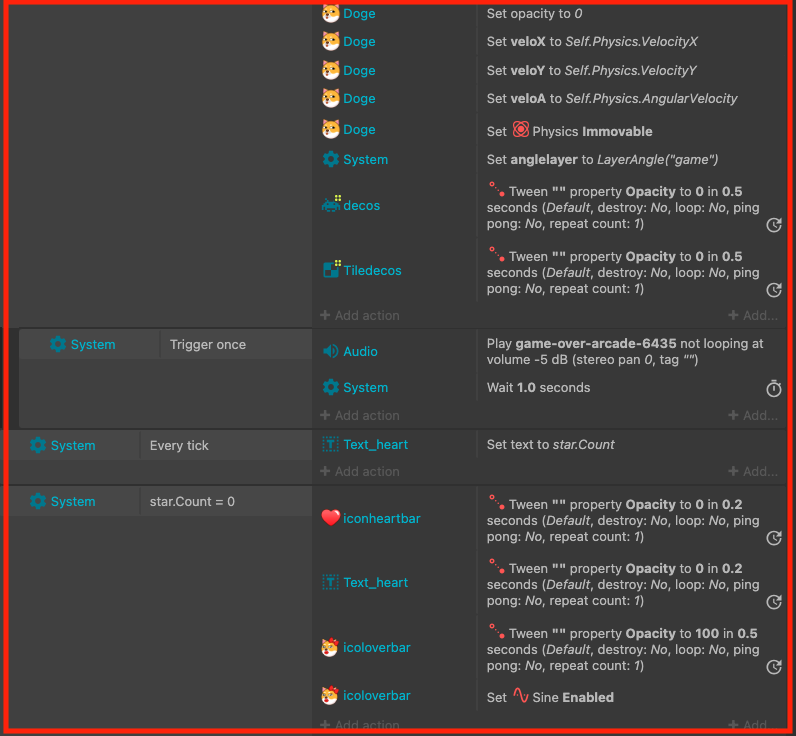 Doge Set opacity to 0
Doge Set veloX to Self.Physics.VelocityX
Doge Set veloY to Self.Physics.VelocityY
Doge Set veloA to Self.Physics.AngularVelocity
Doge Set Physics Immovable
System Set anglelayer to LayerAngle("game")
decos Tween "" property Opacity to 0 in 0.5
seconds (Default, destroy: No, loop: No, ping
pong: No, repeat count: 1)
Tiledecos Tween "" property Opacity to 0 in 0.5
seconds (Default, destroy: No, loop: No, ping
pong: No, repeat count: 1)
+ Add action + Add...
System Trigger once
Audio Play game-over-arcade-6435 not looping at
volume -5 dB (stereo pan 0, tag "")
System Wait 1.0 seconds
+ Add action + Add...
System Every tick
Text_heart Set text to star.Count
+ Add action + Add...
System star.Count = 0
iconheartbar Tween "" property Opacity to 0 in 0.2
seconds (Default, destroy: No, loop: No, ping
pong: No, repeat count: 1)
Text_heart Tween "" property Opacity to 0 in 0.2
seconds (Default, destroy: No, loop: No, ping
pong: No, repeat count: 1)
icoloverbar Tween "" property Opacity to 100 in 0.5
seconds (Default, destroy: No, loop: No, ping
pong: No, repeat count: 1)
icoloverbar Set Sine Enabled
+ Add action + Add